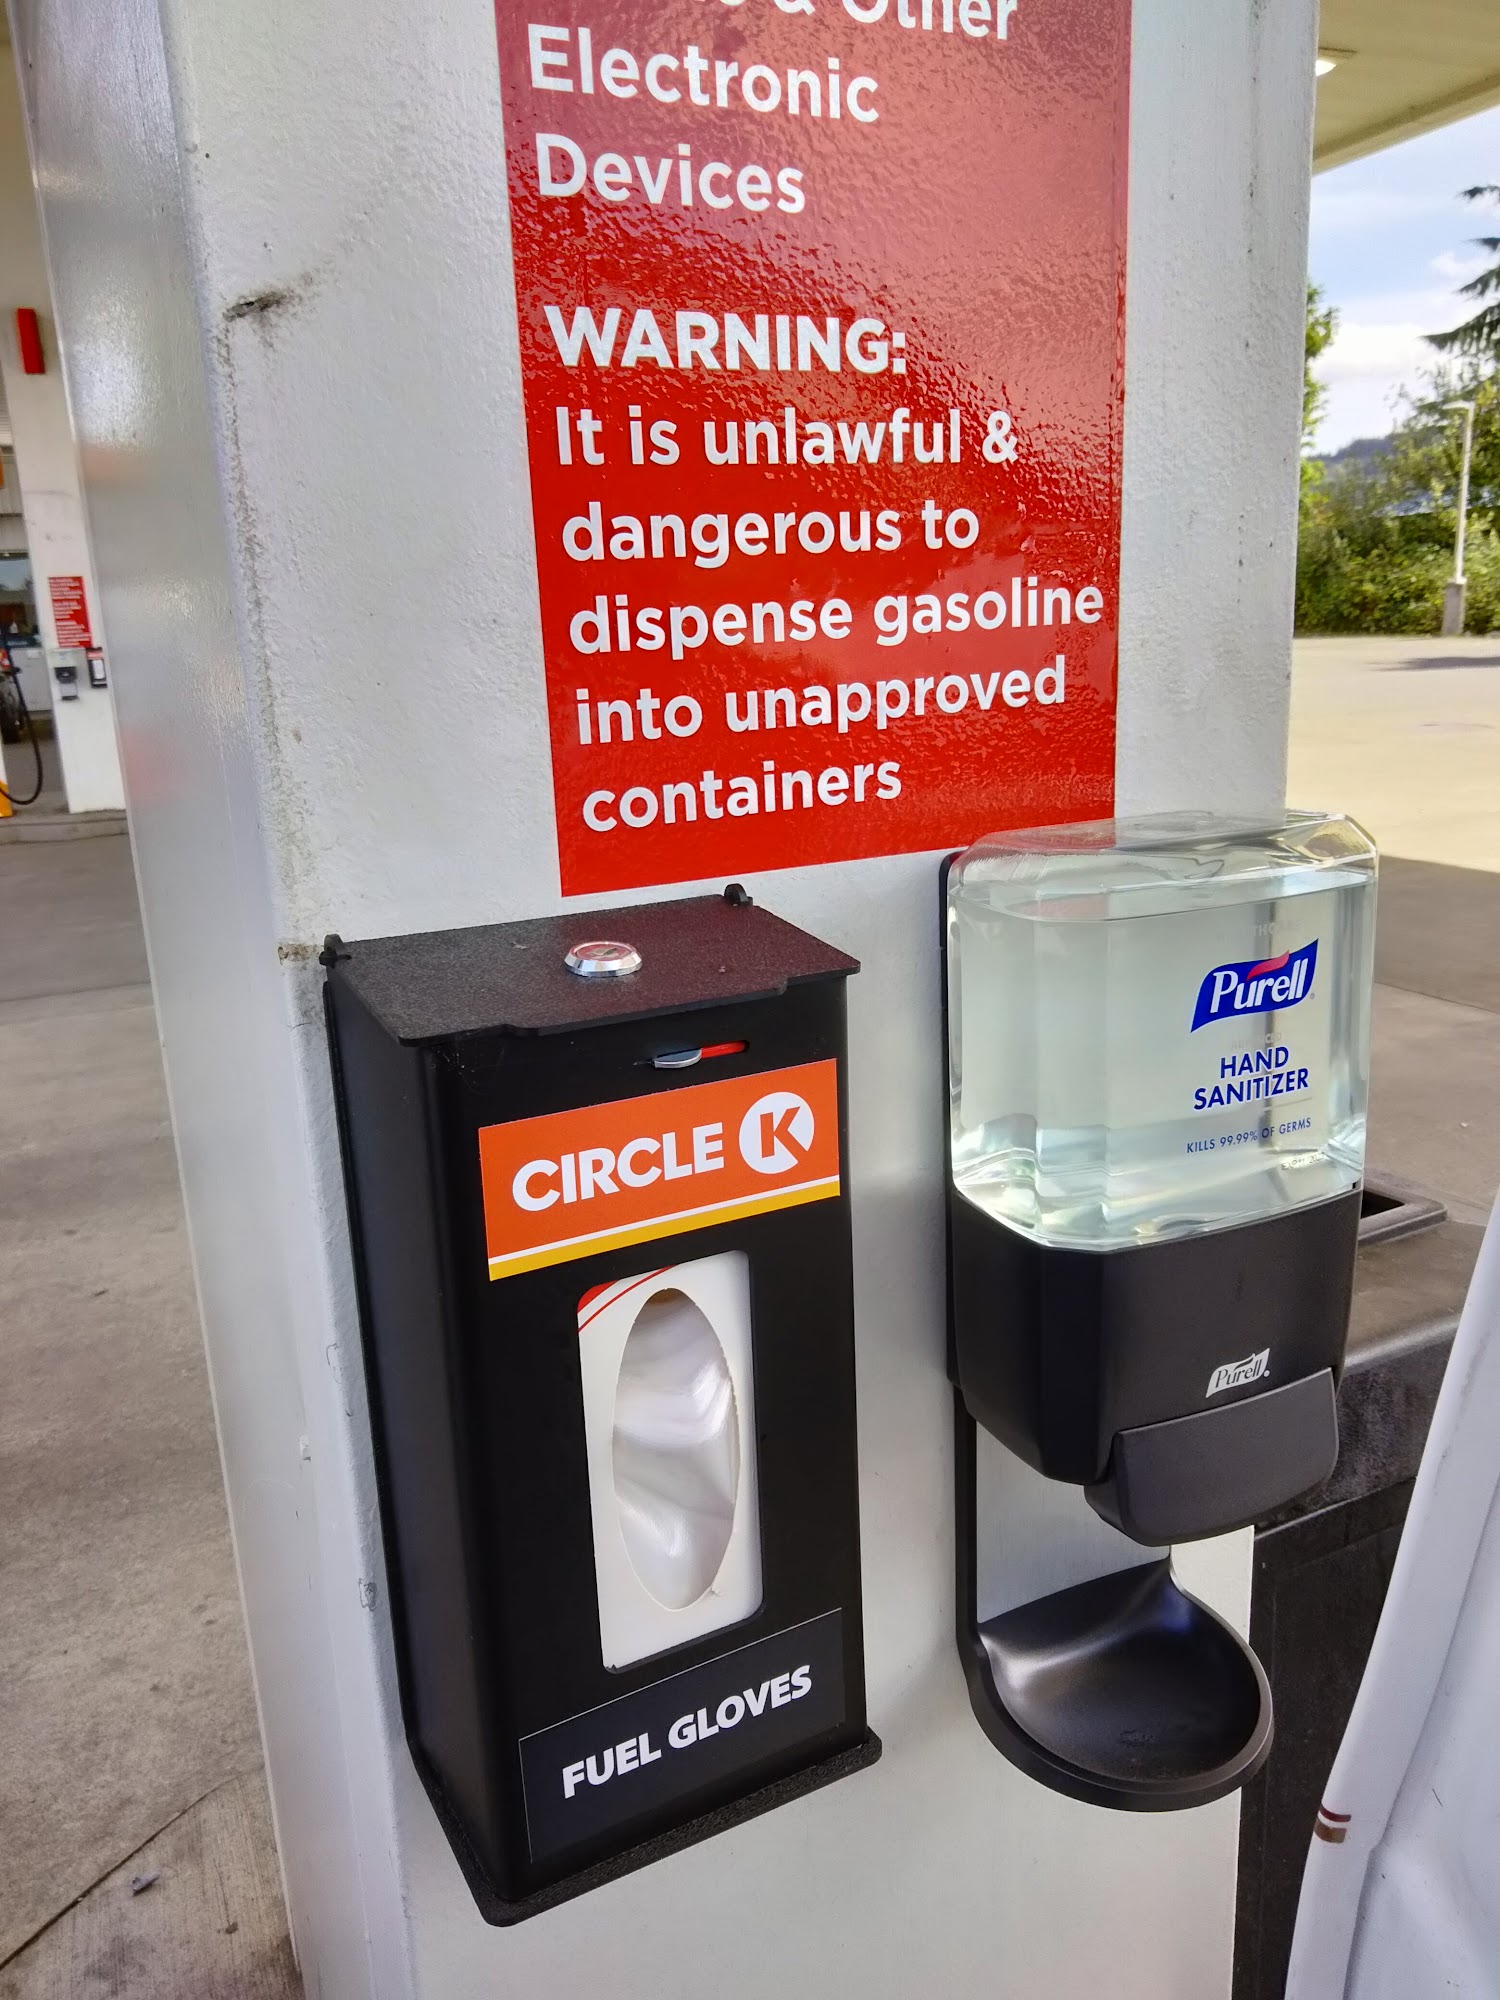 & Other
Electronic
Devices
WARNING:
It is unlawful &
dangerous to
dispense gasoline
into unapproved
containers
CIRCLE K
FUEL GLOVES
Purell
HAND
SANITIZER
KILLS 99.99% OF GERMS
Purell